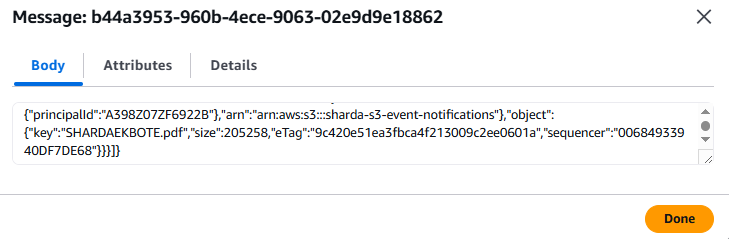 Message: b44a3953-960b-4ece-9063-02e9d9e18862
Body
Attributes
Details
{"principalId":"A398Z07ZF6922B"},"arn":"arn:aws:s3:::sharda-s3-event-notifications"},"object":
{"key":"SHARDAEKBOTE.pdf","size":205258,"eTag":"9c420e51ea3fbca4f213009c2ee0601a","sequencer":"006849339
40DF7DE68"}}}]}
Done